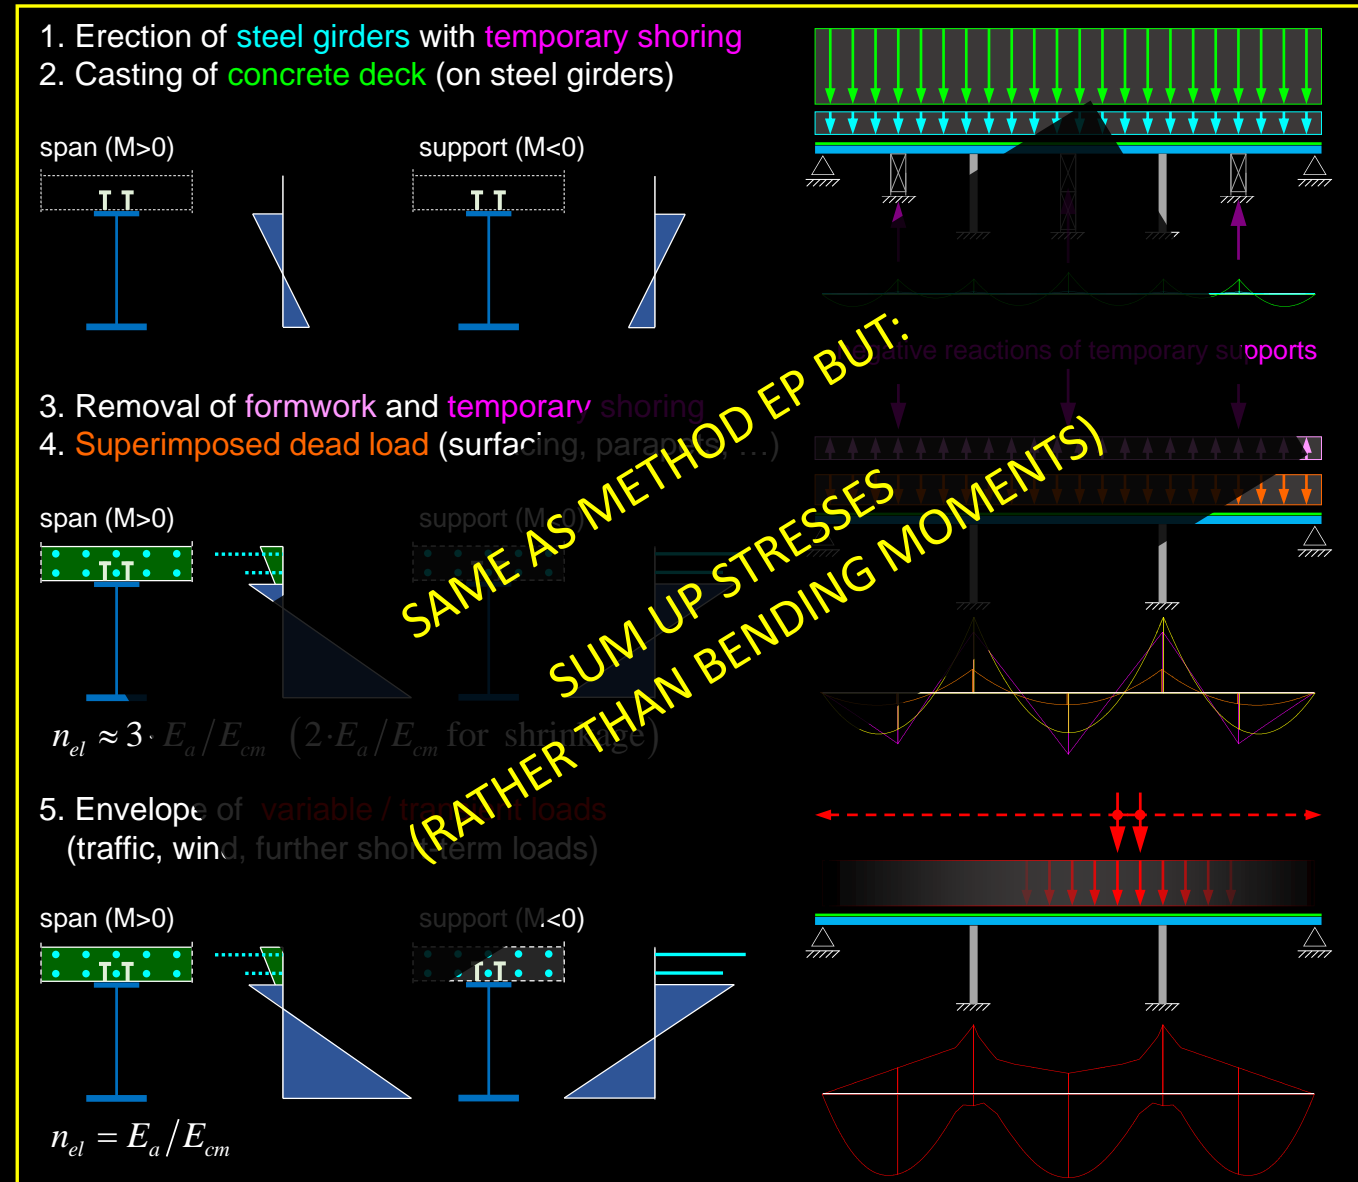 1. Erection of steel girders with temporary shoring
2. Casting of concrete deck (on steel girders)
span (M>0)
support (M<0)
negative reactions of temporary supports
3. Removal of formwork and temporary shoring
4. Superimposed dead load (surfacing, parapets, …)
span (M>0)
support (M<0)
SAME AS METHOD EP BUT:
SUM UP STRESSES
(RATHER THAN BENDING MOMENTS)
n_el ≈ 3·E_a/E_cm (2·E_a/E_cm for shrinkage)
5. Envelope of variable / transient loads
(traffic, wind, further short-term loads)
span (M>0)
support (M<0)
n_el = E_a/E_cm